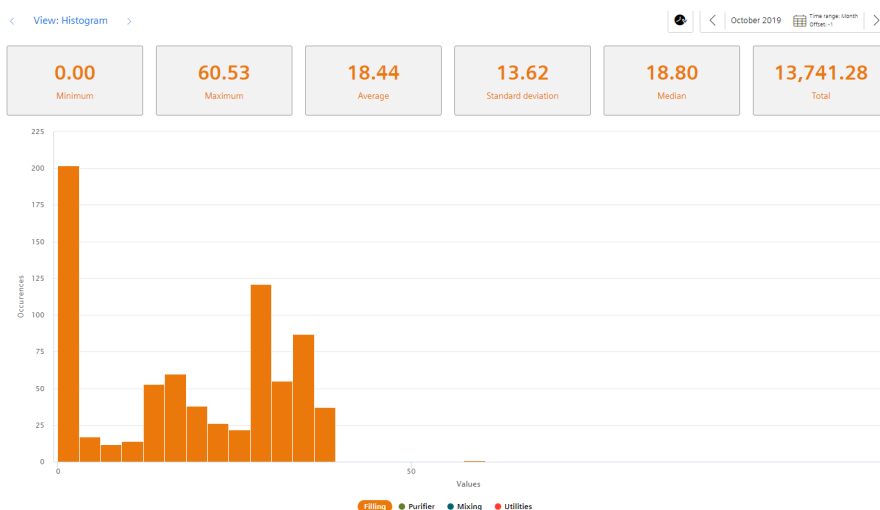 View: Histogram
October 2019
Time range: Month
Offset: -1
0.00
Minimum
60.53
Maximum
18.44
Average
13.62
Standard deviation
18.80
Median
13,741.28
Total
225
200
175
150
125
100
75
50
25
0
Occurences
0
50
Values
Filling
Purifier
Mixing
Utilities